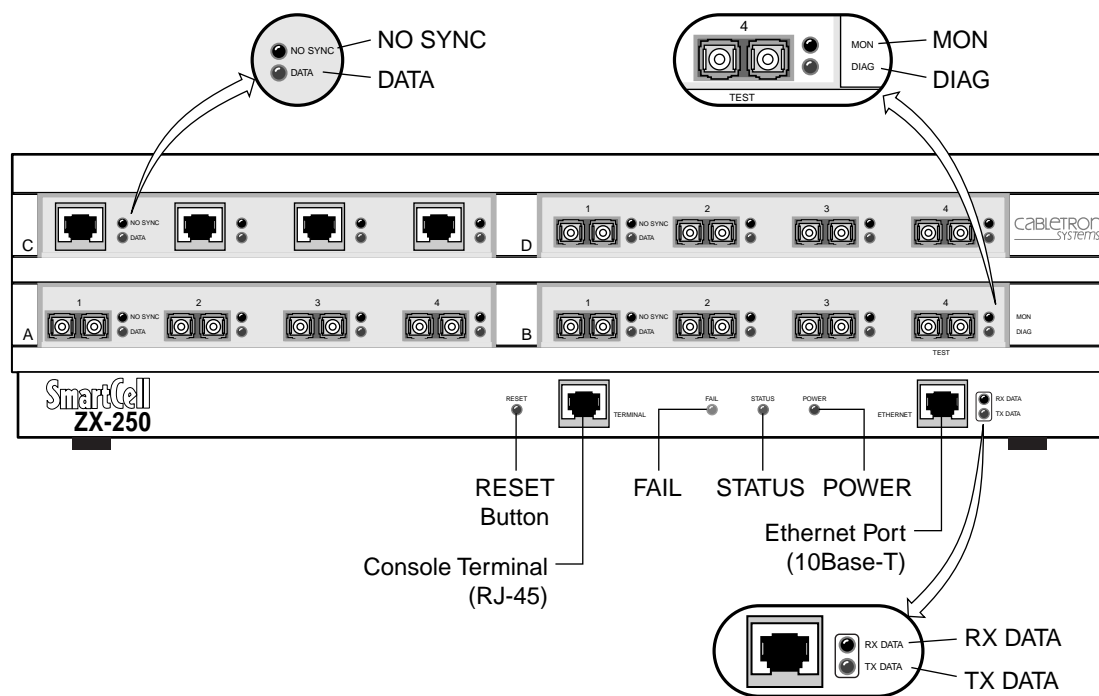 NO SYNC
DATA
NO SYNC
DATA
4
MON
DIAG
TEST
MON
DIAG
C
NO SYNC
DATA
D
1
2
3
4
NO SYNC
DATA
CABLETRON
SYSTEMS
A
1
2
3
4
NO SYNC
DATA
B
1
2
3
4
NO SYNC
DATA
MON
DIAG
TEST
SmartCell
ZX-250
RESET
TERMINAL
FAIL
STATUS
POWER
ETHERNET
RX DATA
TX DATA
RESET
Button
FAIL
STATUS
POWER
Console Terminal
(RJ-45)
Ethernet Port
(10Base-T)
RX DATA
TX DATA
RX DATA
TX DATA